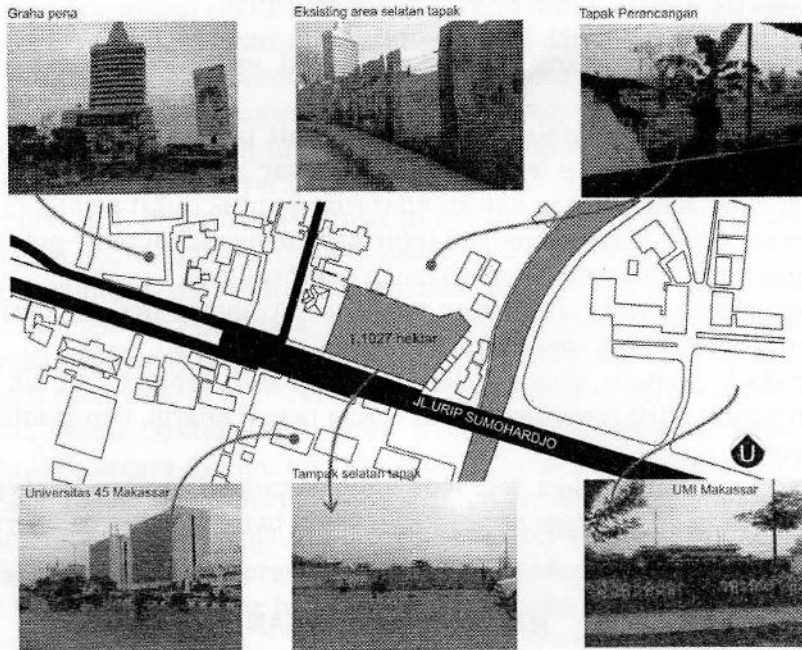 Graha pena
Eksisting area selatan tapak
Tapak Perancangan
1,1027 hektar
JL. URIP SUMOHARDJO
U
Universitas 45 Makassar
Tampak selatan tapak
UMI Makassar